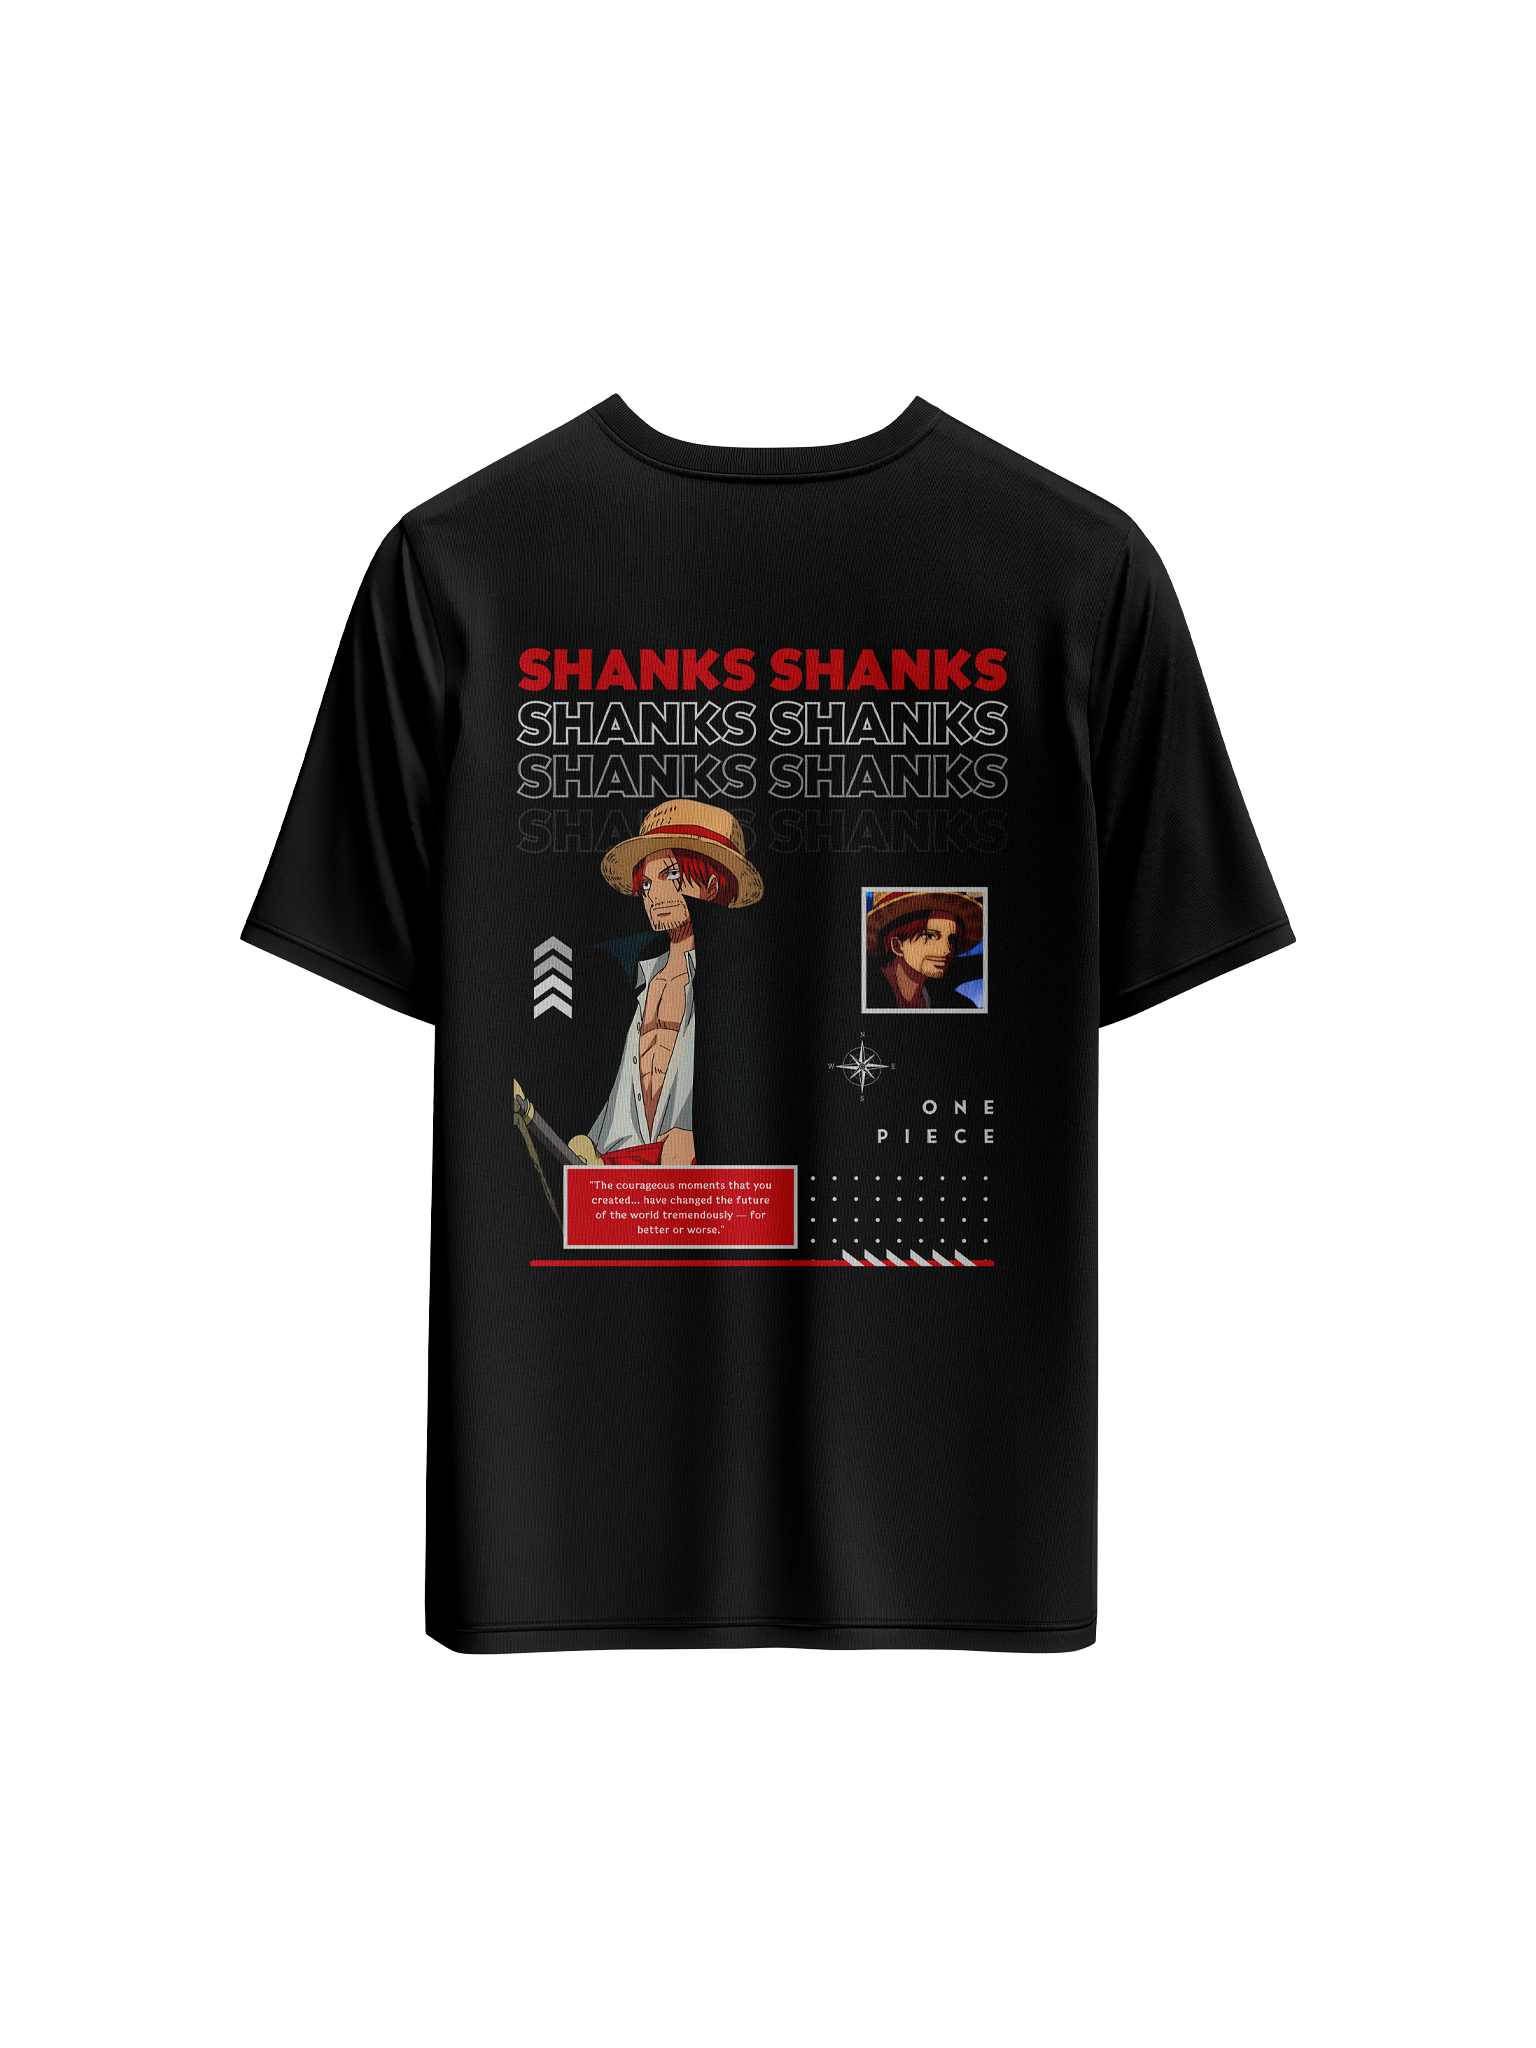 SHANKS SHANKS
SHANKS SHANKS
SHANKS SHANKS
SHANKS SHANKS
N
W E
S
ONE
PIECE
"The courageous moments that you
created... have changed the future
of the world tremendously — for
better or worse."